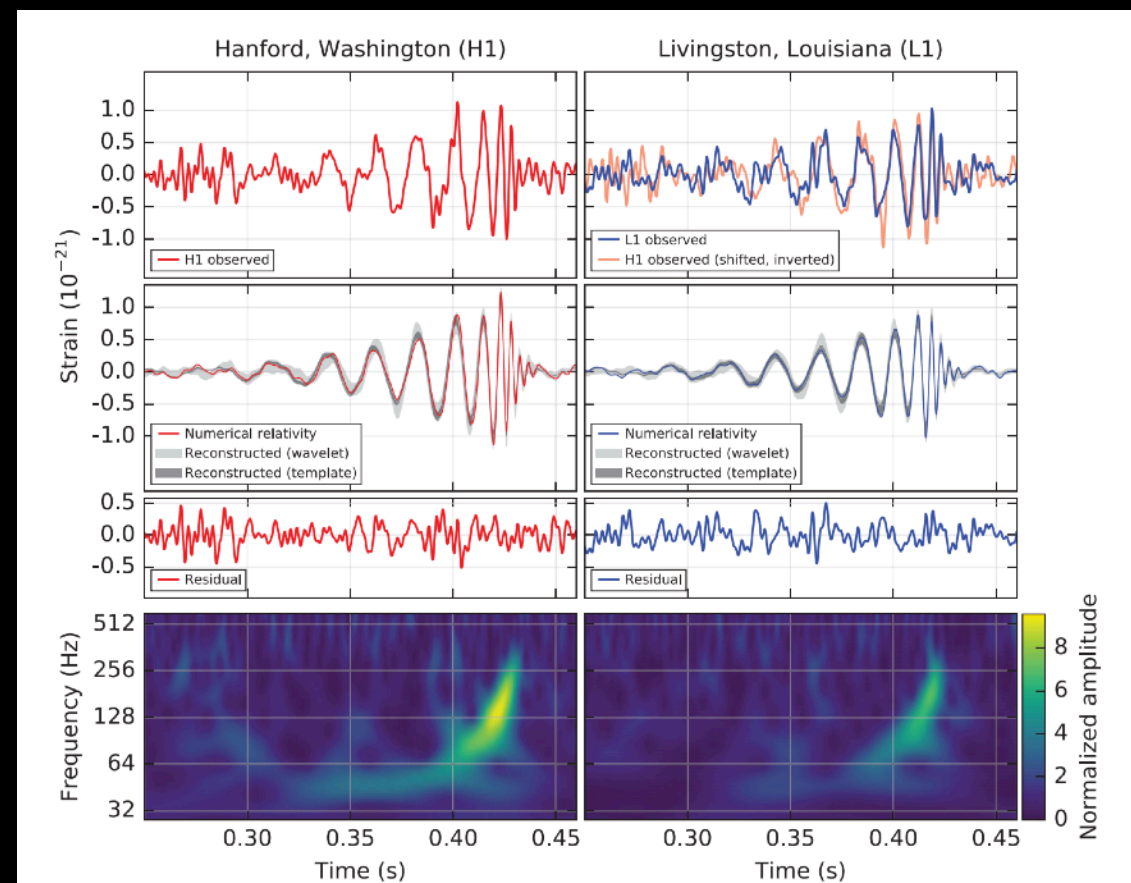 Hanford, Washington (H1)
Livingston, Louisiana (L1)
Strain (10⁻²¹)
1.0
0.5
0.0
-0.5
-1.0
H1 observed
L1 observed
H1 observed (shifted, inverted)
1.0
0.5
0.0
-0.5
-1.0
Numerical relativity
Reconstructed (wavelet)
Reconstructed (template)
Numerical relativity
Reconstructed (wavelet)
Reconstructed (template)
0.5
0.0
-0.5
Residual
Residual
Frequency (Hz)
512
256
128
64
32
Normalized amplitude
8
6
4
2
0
0.30 0.35 0.40 0.45
0.30 0.35 0.40 0.45
Time (s)
Time (s)